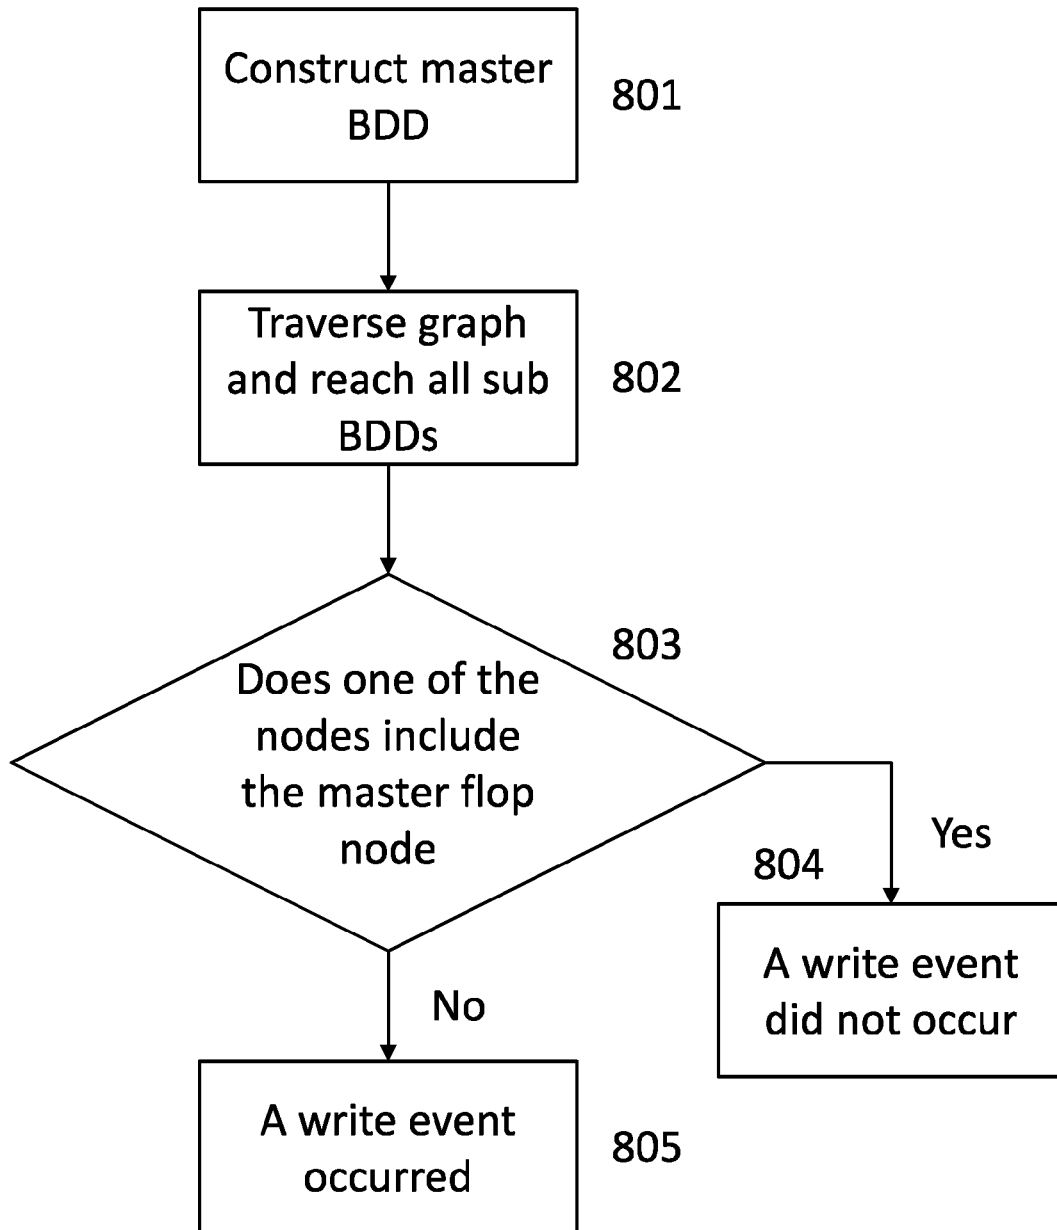 Construct master
BDD
801
Traverse graph
and reach all sub
BDDs
802
803
Does one of the
nodes include
the master flop
node
Yes
804
A write event
did not occur
No
A write event
occurred
805